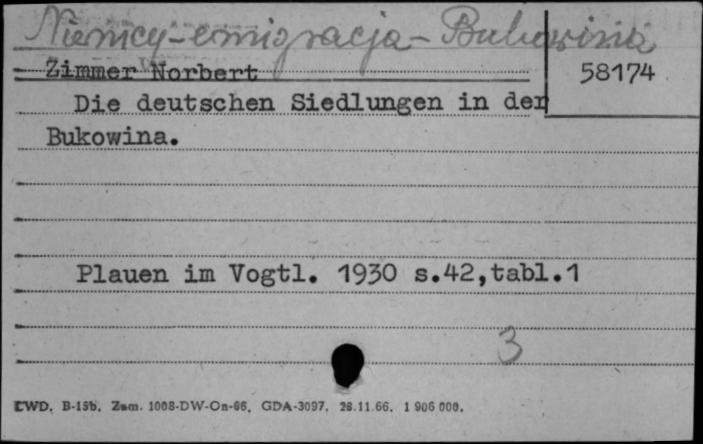 Niemcy-emigracja-Bukowina
Zimmer Norbert
58174
Die deutschen Siedlungen in der
Bukowina.
Plauen im Vogtl. 1930 s.42,tabl.1
3
CWD. B-15b. Zam. 1008-DW-On-66. GDA-3097. 28.11.66. 1 906 000.